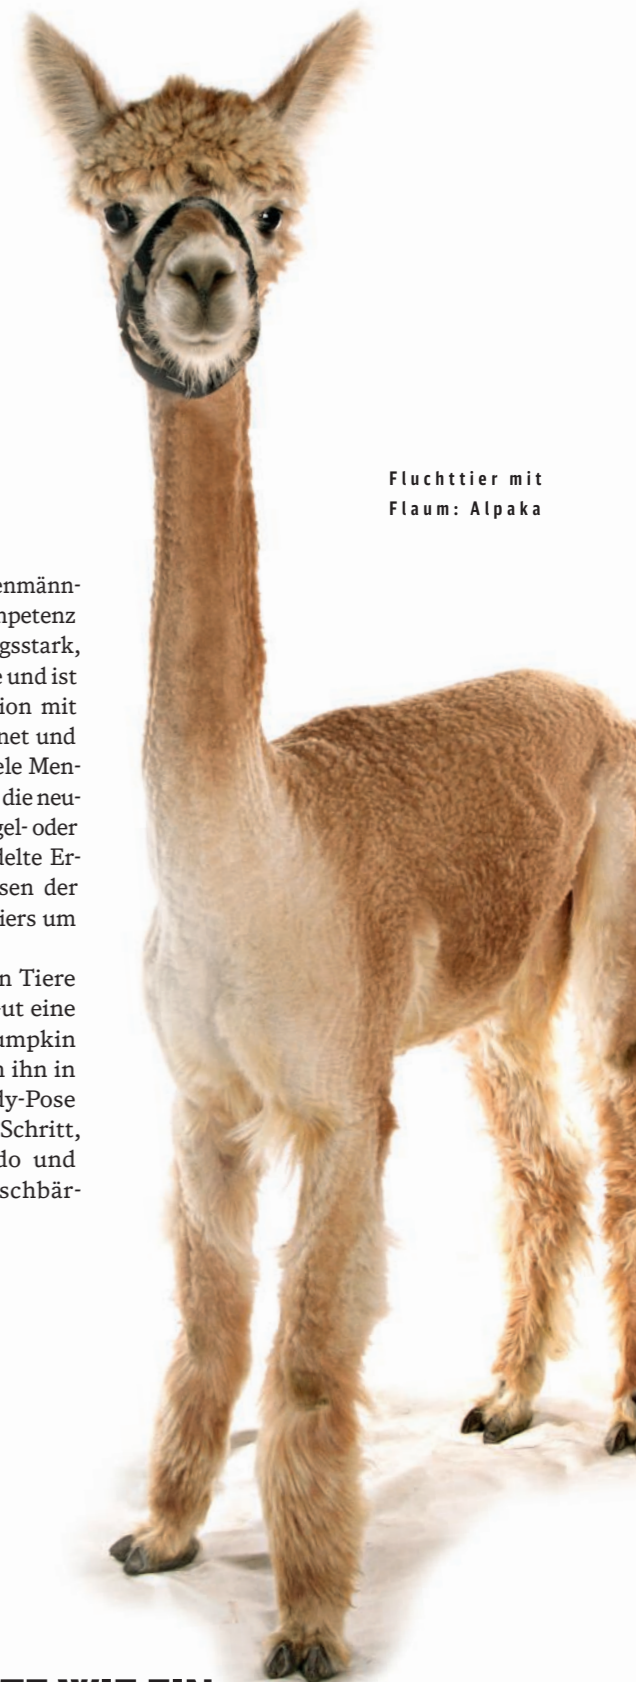 Fluchttier mit
Flaum: Alpaka
enmänn-
npetenz
gsstark,
e und ist
ion mit
net und
ele Men-
die neu-
gel- oder
delte Er-
sen der
iers um
n Tiere
ut eine
umpkin
n ihn in
dy-Pose
Schritt,
do und
schbär-